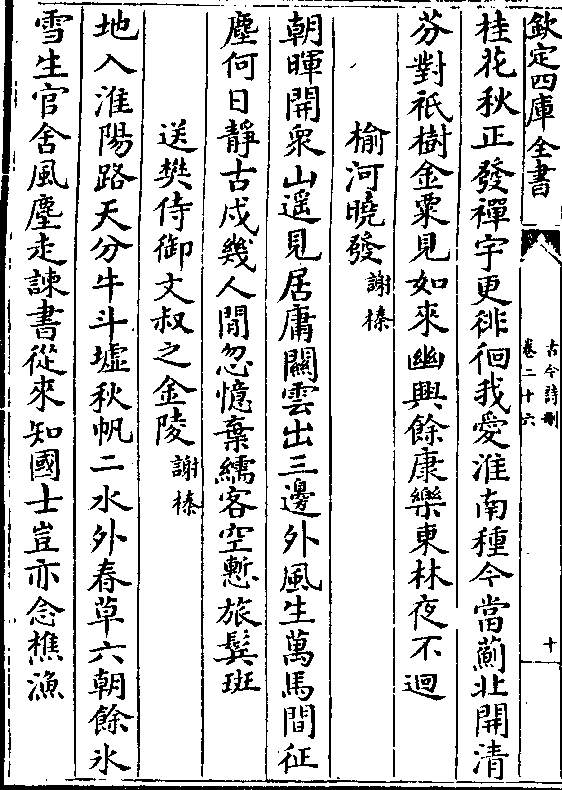 欽定四庫全書
古今詩刪
卷二十六
十
桂花秋正發禪宇更徘徊我愛淮南種今當薊北開清
芬對祇樹金粟見如來幽興餘康樂東林夜不迴
榆河曉發 謝榛
朝暉開衆山遥見居庸關雲出三邊外風生萬馬間征
塵何日静古戍幾人閒忽憶棄繻客空慙旅鬂斑
送樊侍御文叔之金陵 謝榛
地入淮陽路天分牛斗墟秋帆二水外春草六朝餘氷
雪生官舍風塵走諫書從來知國士豈亦念樵漁